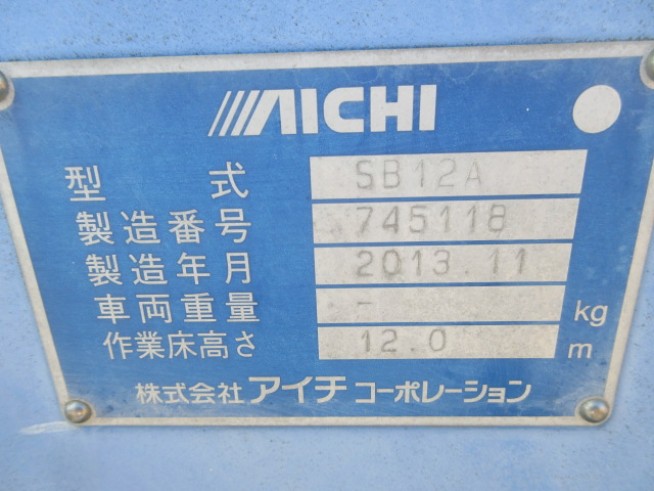 AICHI
型 式 SB12A
製造番号 745118
製造年月 2013.11
車両重量 - kg
作業床高さ 12.0 m
株式会社 アイチ コーポレーション